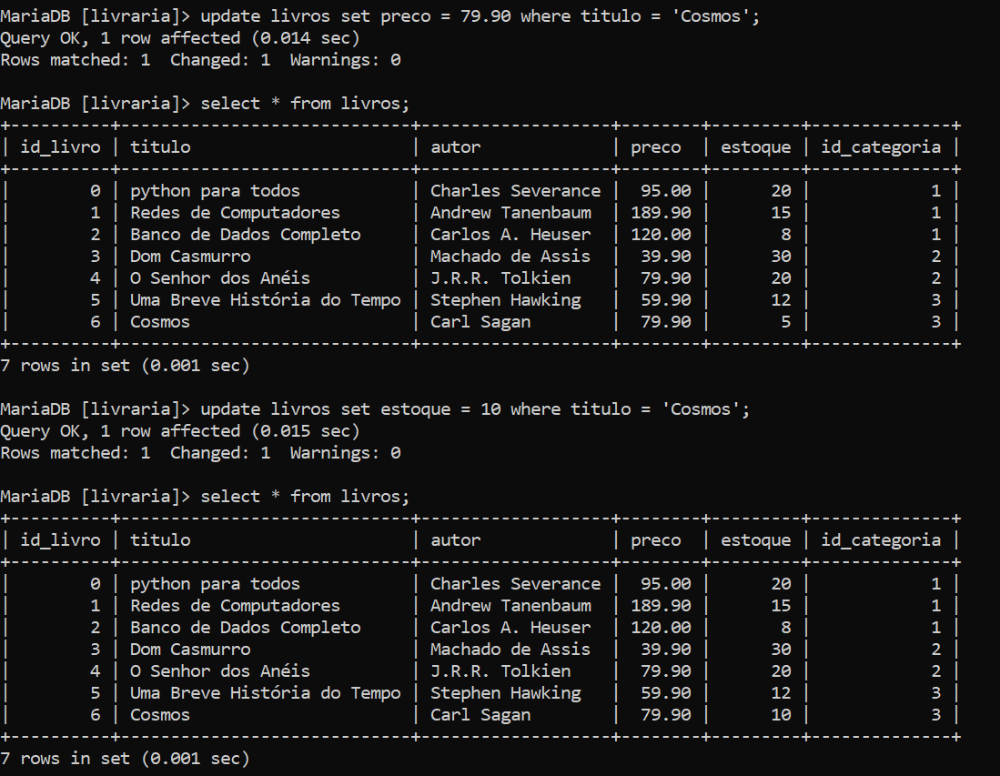 MariaDB [livraria]> update livros set preco = 79.90 where titulo = 'Cosmos';
Query OK, 1 row affected (0.014 sec)
Rows matched: 1  Changed: 1  Warnings: 0

MariaDB [livraria]> select * from livros;
+----------+-----------------------------+-------------------+--------+---------+--------------+
| id_livro | titulo                      | autor             | preco  | estoque | id_categoria |
+----------+-----------------------------+-------------------+--------+---------+--------------+
|        0 | python para todos           | Charles Severance |  95.00 |      20 |            1 |
|        1 | Redes de Computadores       | Andrew Tanenbaum  | 189.90 |      15 |            1 |
|        2 | Banco de Dados Completo     | Carlos A. Heuser  | 120.00 |       8 |            1 |
|        3 | Dom Casmurro                | Machado de Assis  |  39.90 |      30 |            2 |
|        4 | O Senhor dos Anéis          | J.R.R. Tolkien    |  79.90 |      20 |            2 |
|        5 | Uma Breve História do Tempo | Stephen Hawking   |  59.90 |      12 |            3 |
|        6 | Cosmos                      | Carl Sagan        |  79.90 |       5 |            3 |
+----------+-----------------------------+-------------------+--------+---------+--------------+
7 rows in set (0.001 sec)

MariaDB [livraria]> update livros set estoque = 10 where titulo = 'Cosmos';
Query OK, 1 row affected (0.015 sec)
Rows matched: 1  Changed: 1  Warnings: 0

MariaDB [livraria]> select * from livros;
+----------+-----------------------------+-------------------+--------+---------+--------------+
| id_livro | titulo                      | autor             | preco  | estoque | id_categoria |
+----------+-----------------------------+-------------------+--------+---------+--------------+
|        0 | python para todos           | Charles Severance |  95.00 |      20 |            1 |
|        1 | Redes de Computadores       | Andrew Tanenbaum  | 189.90 |      15 |            1 |
|        2 | Banco de Dados Completo     | Carlos A. Heuser  | 120.00 |       8 |            1 |
|        3 | Dom Casmurro                | Machado de Assis  |  39.90 |      30 |            2 |
|        4 | O Senhor dos Anéis          | J.R.R. Tolkien    |  79.90 |      20 |            2 |
|        5 | Uma Breve História do Tempo | Stephen Hawking   |  59.90 |      12 |            3 |
|        6 | Cosmos                      | Carl Sagan        |  79.90 |      10 |            3 |
+----------+-----------------------------+-------------------+--------+---------+--------------+
7 rows in set (0.001 sec)